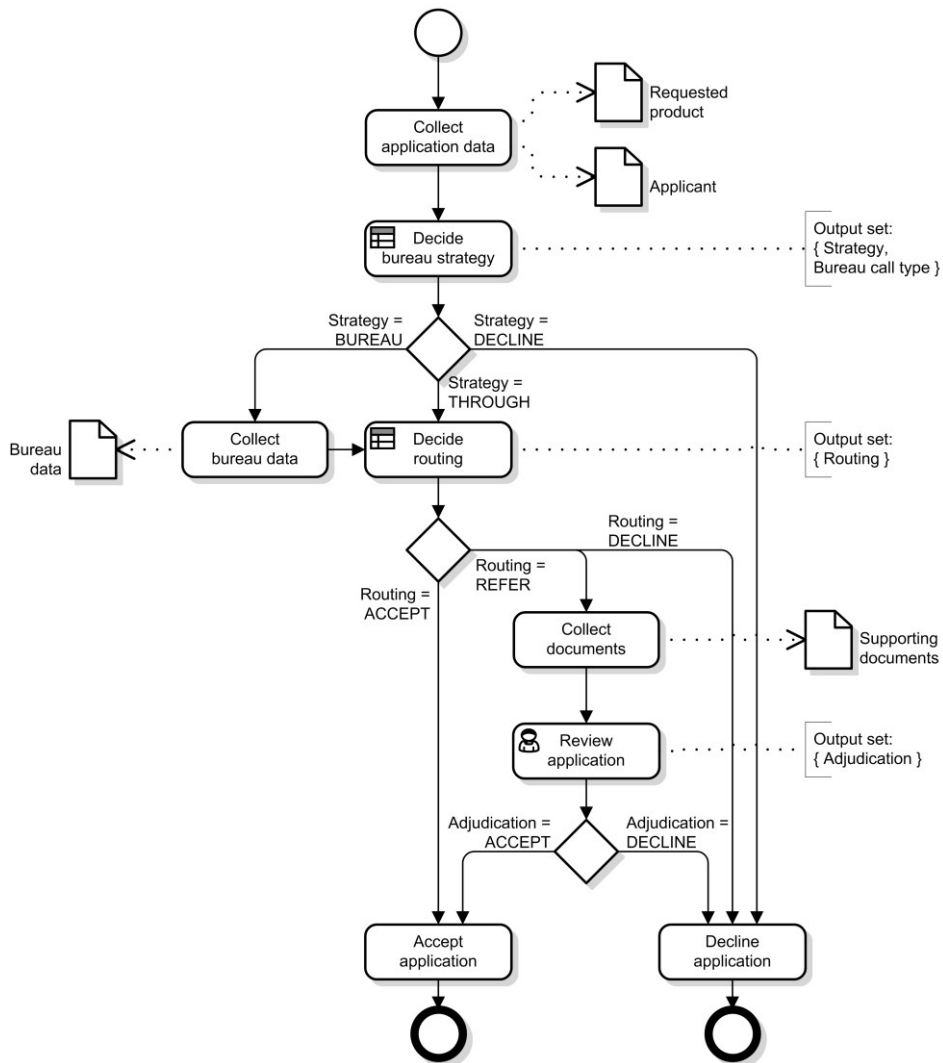 Requested
product
Collect
application data
Applicant
Decide
bureau strategy
Output set:
{ Strategy,
Bureau call type }
Strategy =
BUREAU
Strategy =
DECLINE
Strategy =
THROUGH
Bureau
data
Collect
bureau data
Decide
routing
Output set:
{ Routing }
Routing =
DECLINE
Routing =
REFER
Routing =
ACCEPT
Collect
documents
Supporting
documents
Review
application
Output set:
{ Adjudication }
Adjudication =
ACCEPT
Adjudication =
DECLINE
Accept
application
Decline
application